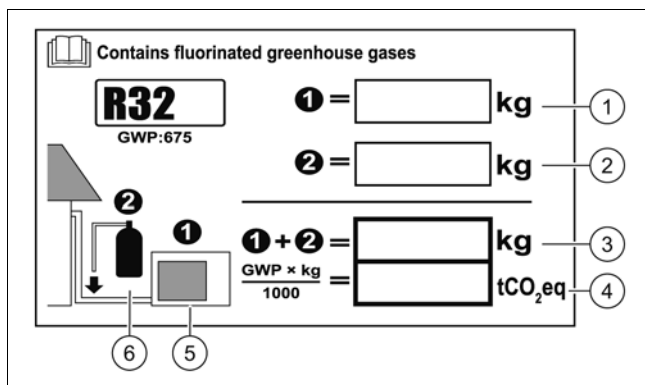 Contains fluorinated greenhouse gases
R32
GWP:675
❶ = kg ①
❷ = kg ②
❶+❷ = kg ③
GWP × kg
1000
= tCO₂eq ④
❷
❶
⑥ ⑤